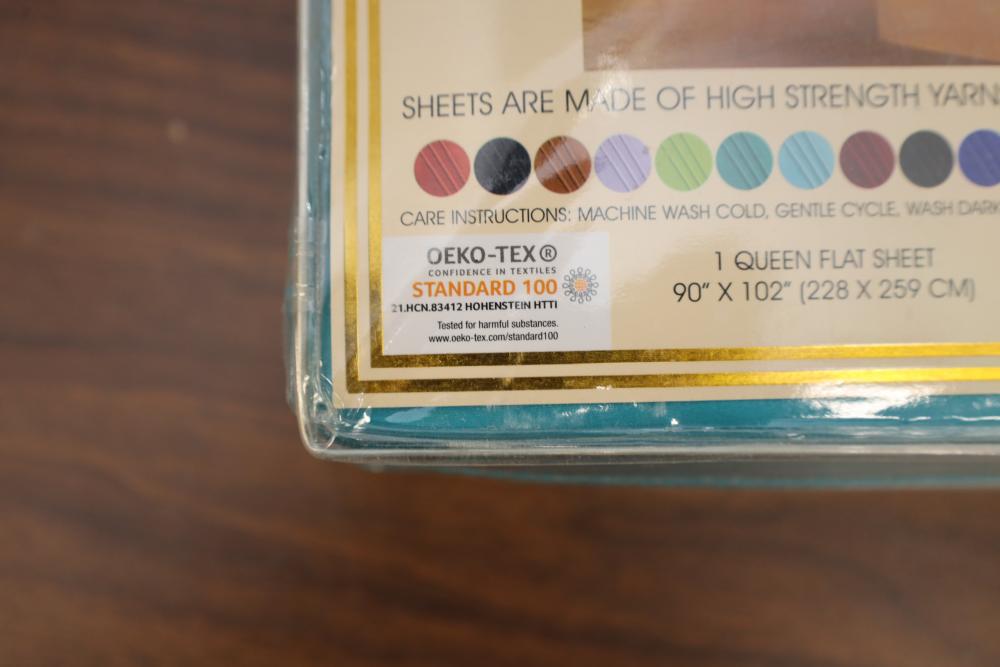 SHEETS ARE MADE OF HIGH STRENGTH YARN
CARE INSTRUCTIONS: MACHINE WASH COLD, GENTLE CYCLE, WASH DARK
OEKO-TEX®
CONFIDENCE IN TEXTILES
STANDARD 100
21.HCN.83412 HOHENSTEIN HTTI
Tested for harmful substances.
www.oeko-tex.com/standard100
1 QUEEN FLAT SHEET
90" X 102" (228 X 259 CM)